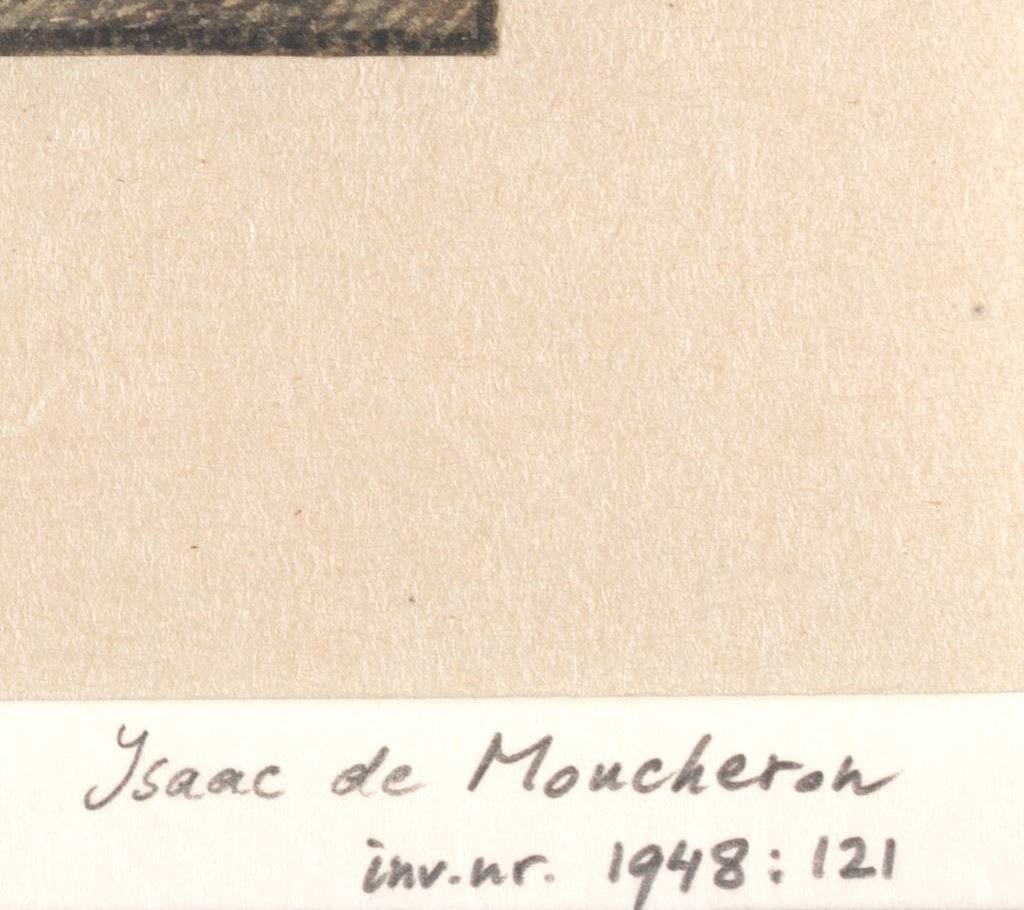 Isaac de Moucheron
inv.nr. 1948:121